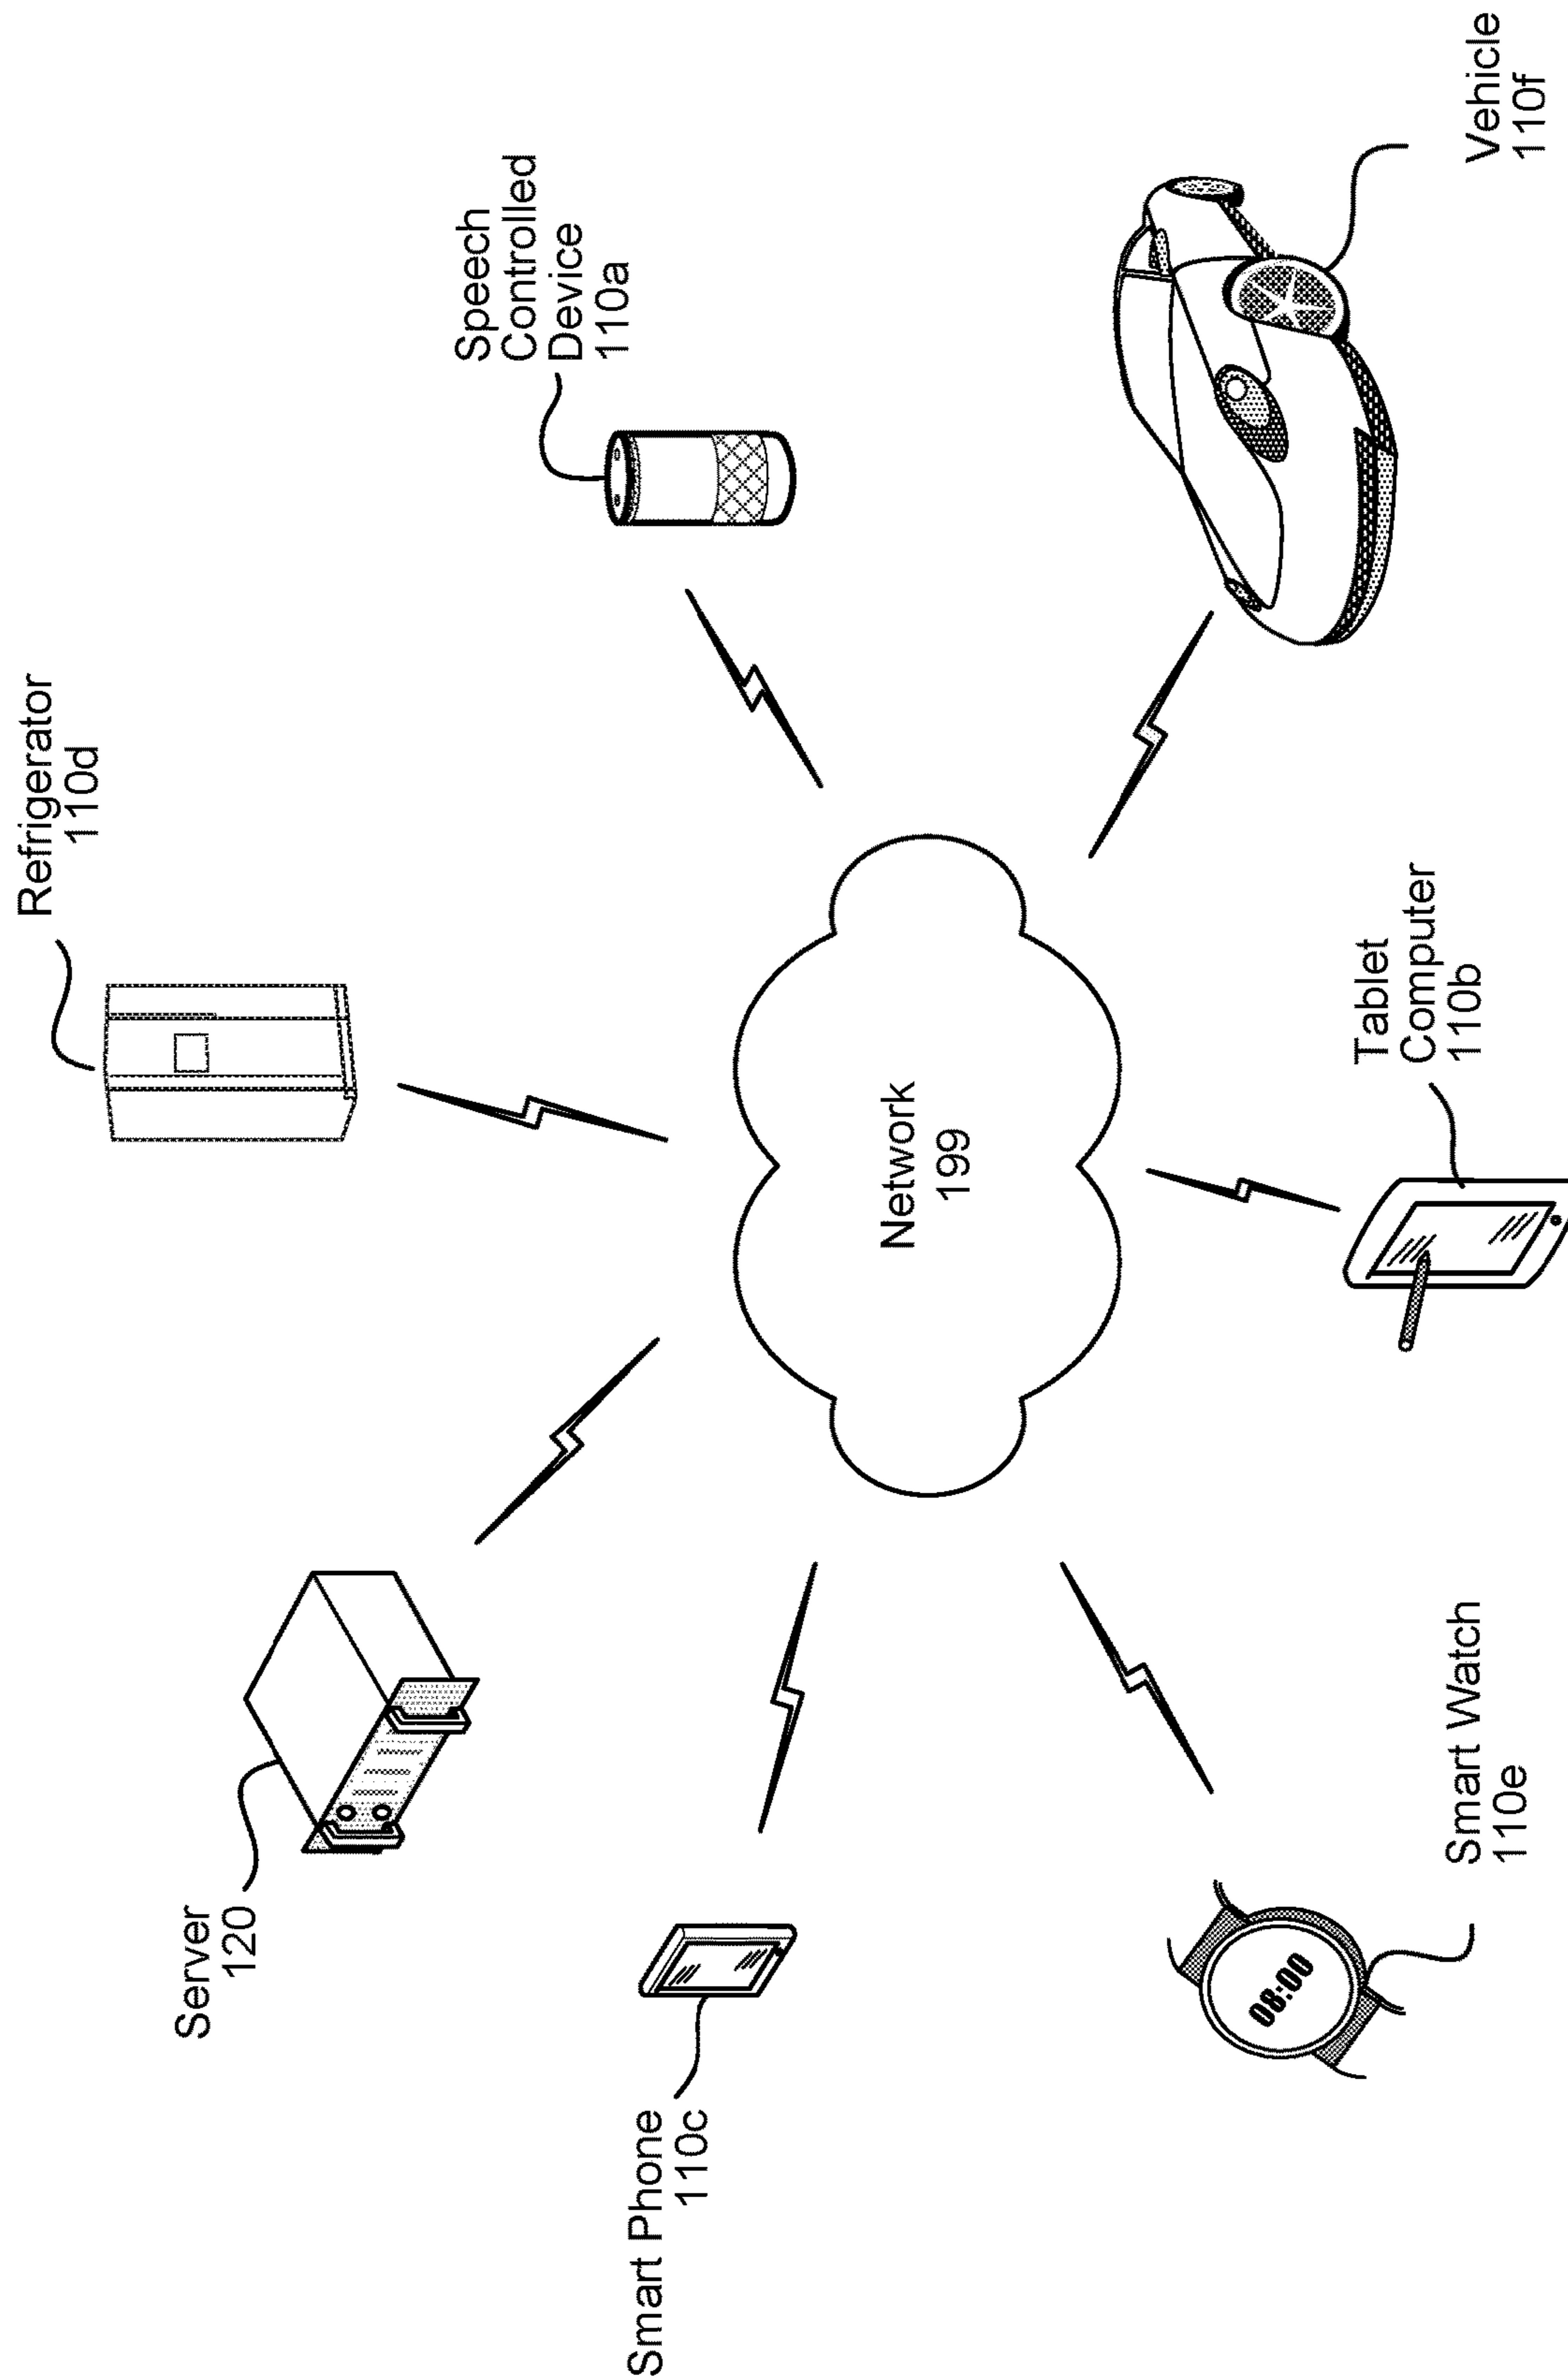 Refrigerator
110d
Server
120
Speech
Controlled
Device
110a
Smart Phone
110c
Network
199
08:00
Smart Watch
110e
Tablet
Computer
110b
Vehicle
110f